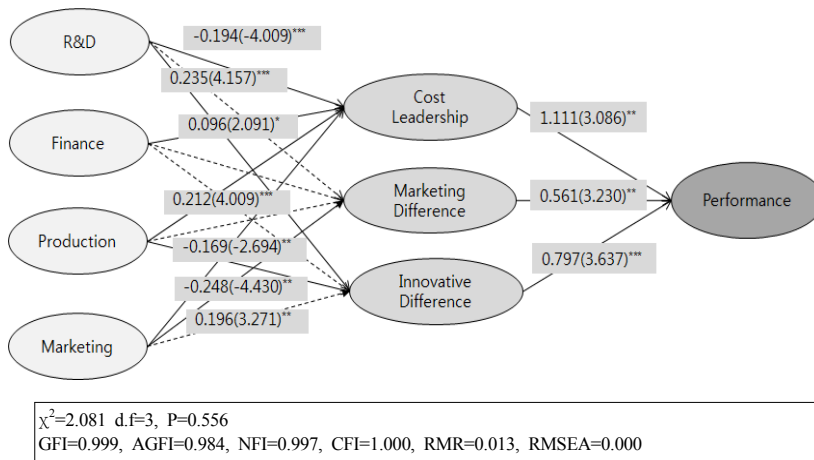 R&D
Finance
Production
Marketing
-0.194(-4.009)***
0.235(4.157)***
0.096(2.091)*
0.212(4.009)***
-0.169(-2.694)**
-0.248(-4.430)**
0.196(3.271)**
Cost
Leadership
Marketing
Difference
Innovative
Difference
1.111(3.086)**
0.561(3.230)**
0.797(3.637)***
Performance
χ²=2.081 d.f=3, P=0.556
GFI=0.999, AGFI=0.984, NFI=0.997, CFI=1.000, RMR=0.013, RMSEA=0.000